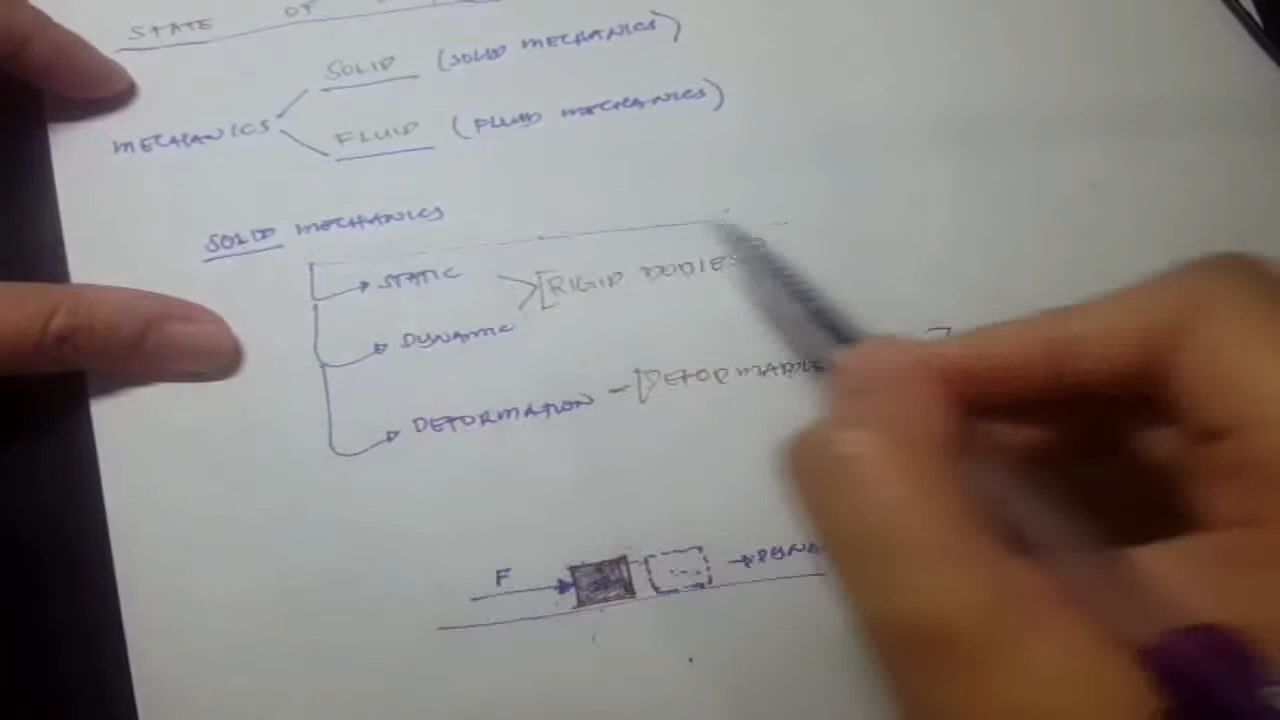 STATE OF
SOLID (SOLID MECHANICS)
MECHANICS
FLUID (FLUID MECHANICS)
SOLID MECHANICS
STATIC
[RIGID BODIES
DYNAMIC
DEFORMATION - [DEFORMABLE
F